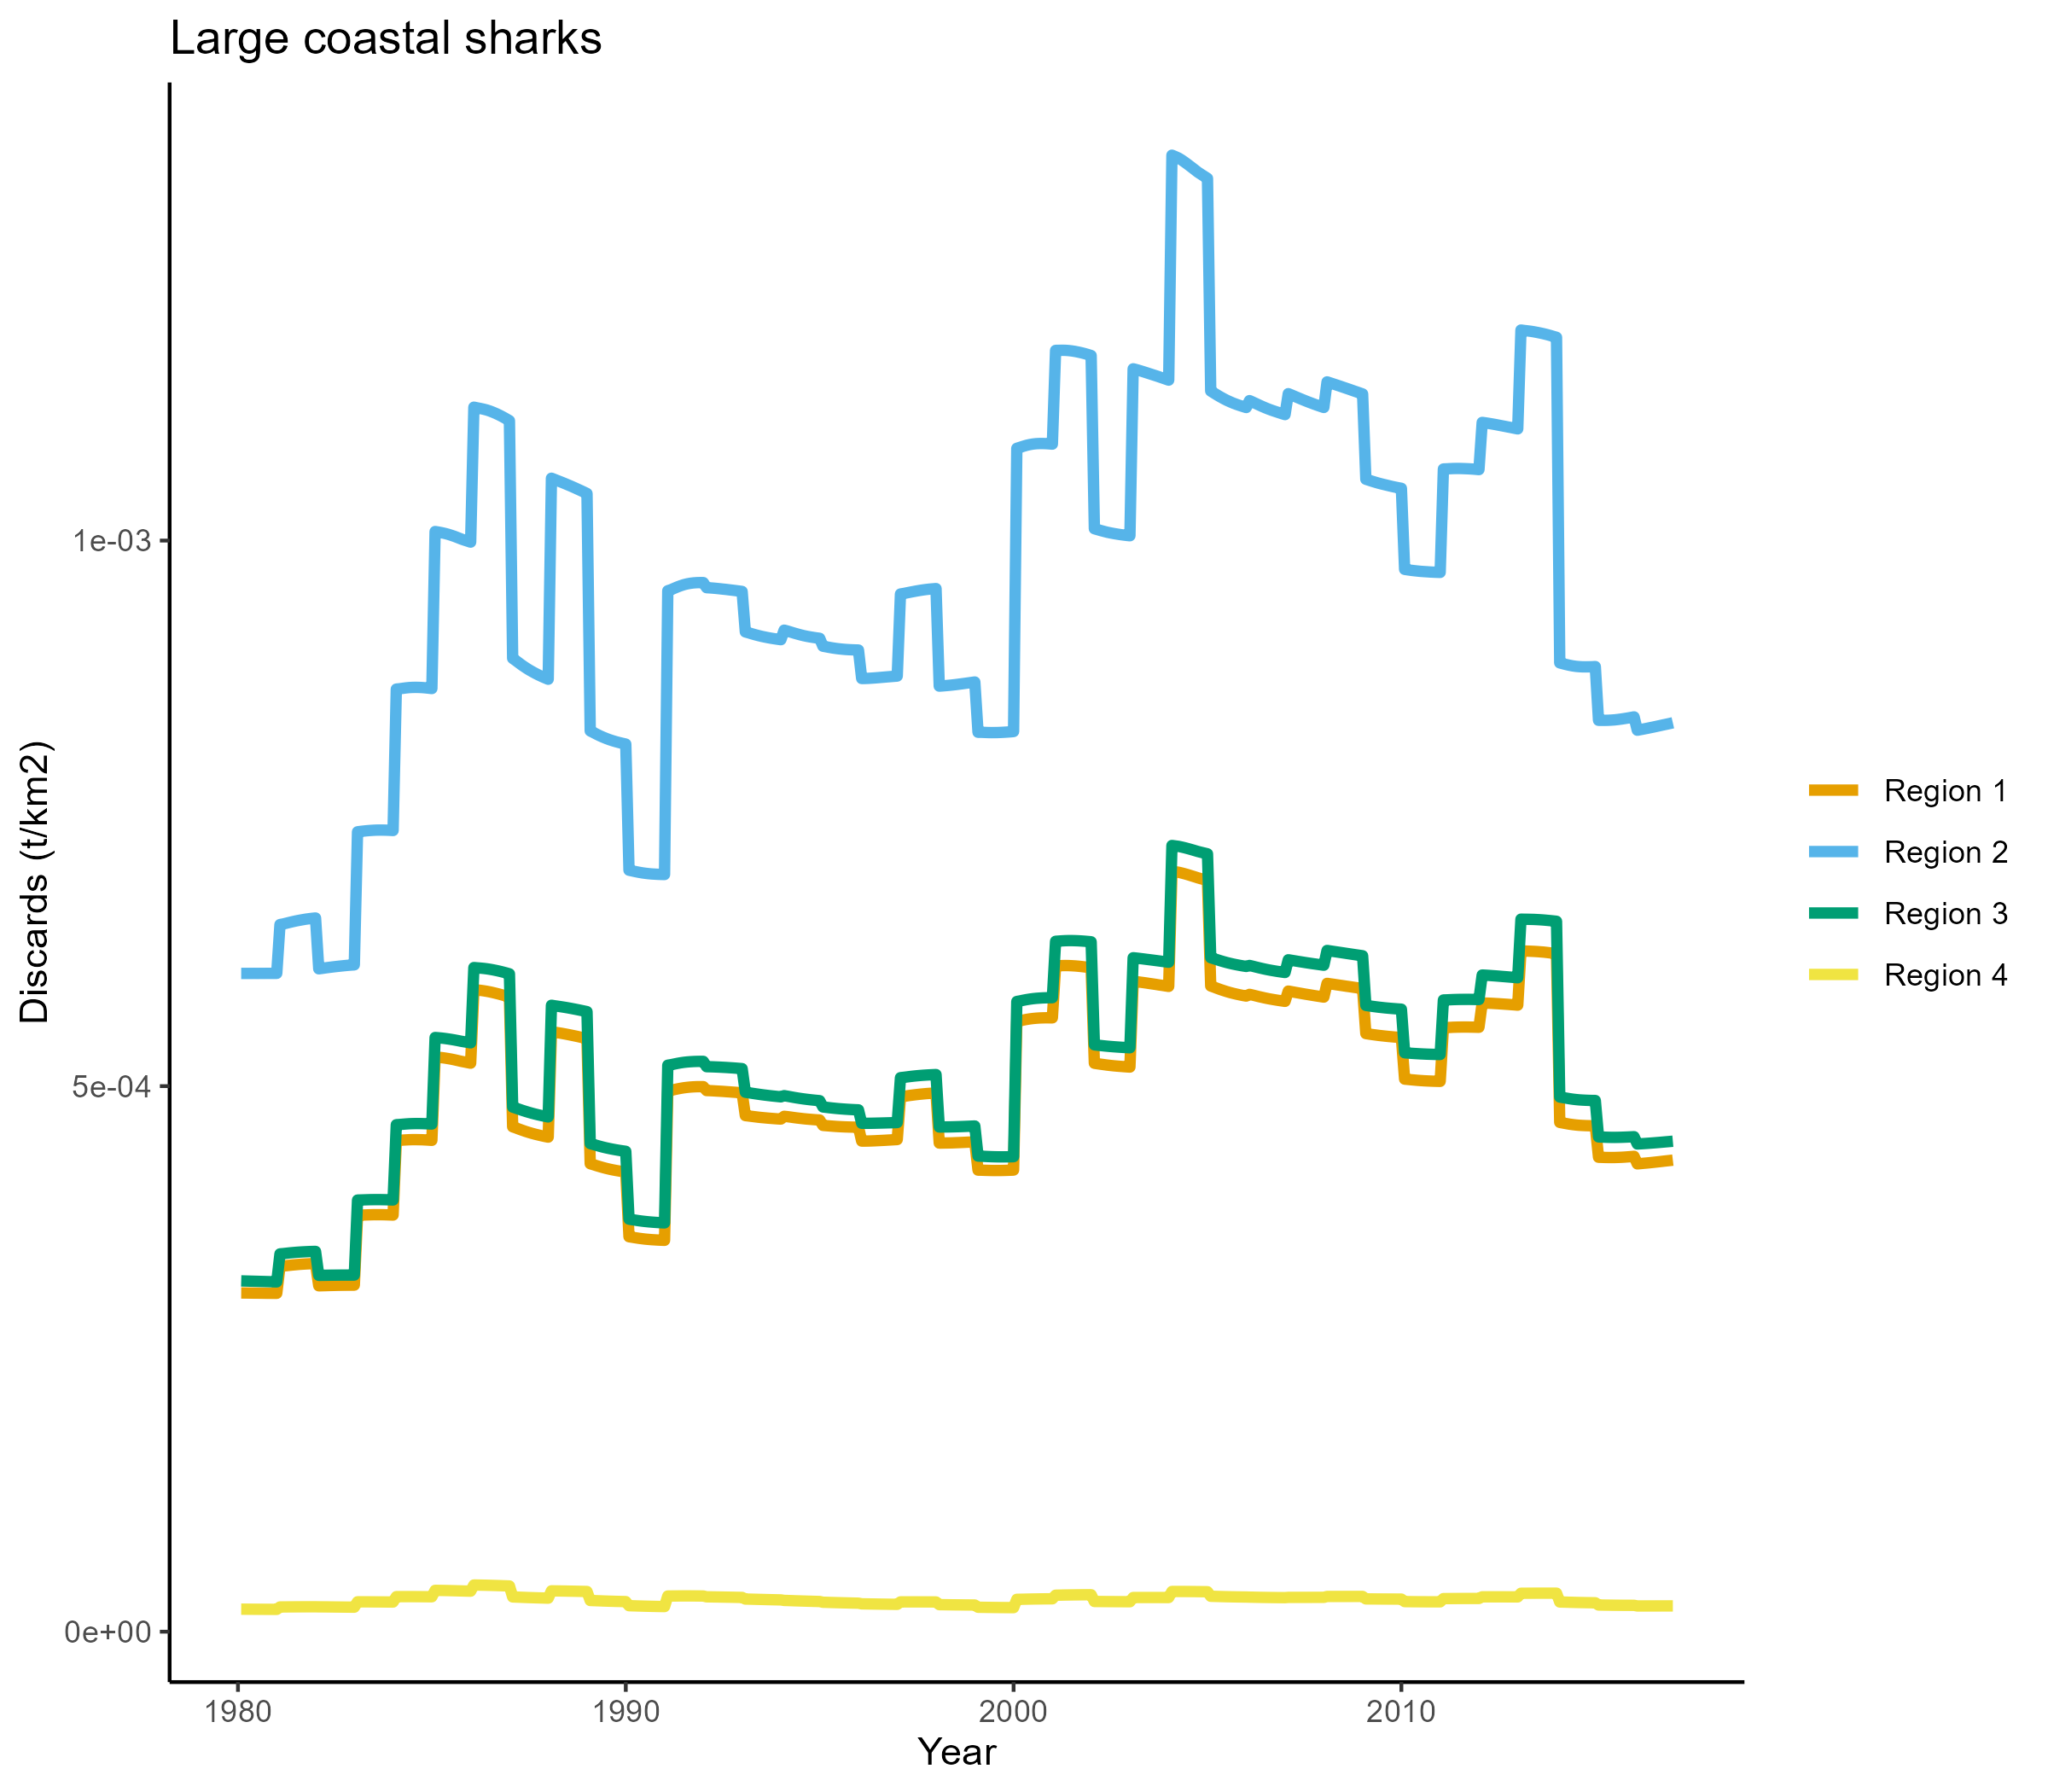 Large coastal sharks
Discards (t/km2)
1e-03
5e-04
0e+00
1980
1990
2000
2010
Year
Region 1
Region 2
Region 3
Region 4